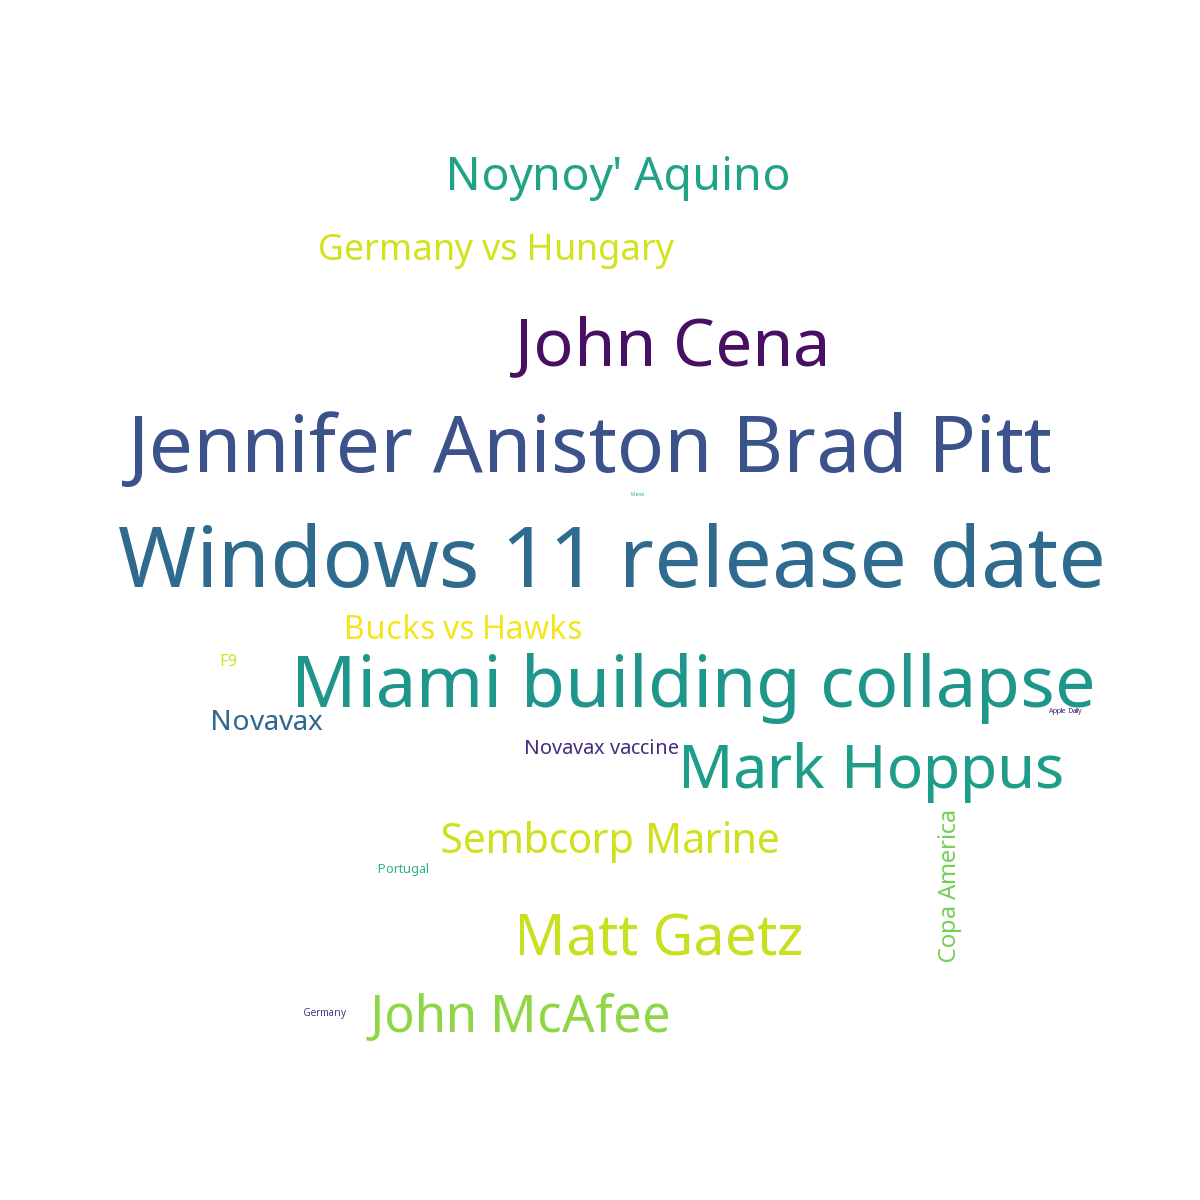 Noynoy' Aquino
Germany vs Hungary
John Cena
Jennifer Aniston Brad Pitt
Windows 11 release date
Bucks vs Hawks
F9
Miami building collapse
Apple Daily
Novavax
Novavax vaccine
Mark Hoppus
Sembcorp Marine
Copa America
Portugal
Matt Gaetz
Germany
John McAfee